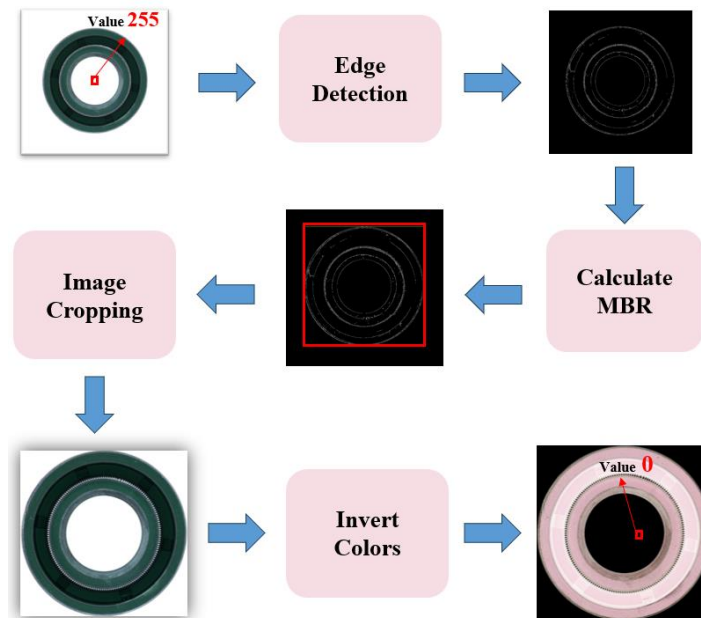 Value 255
Edge
Detection
Calculate
MBR
Image
Cropping
Invert
Colors
Value 0